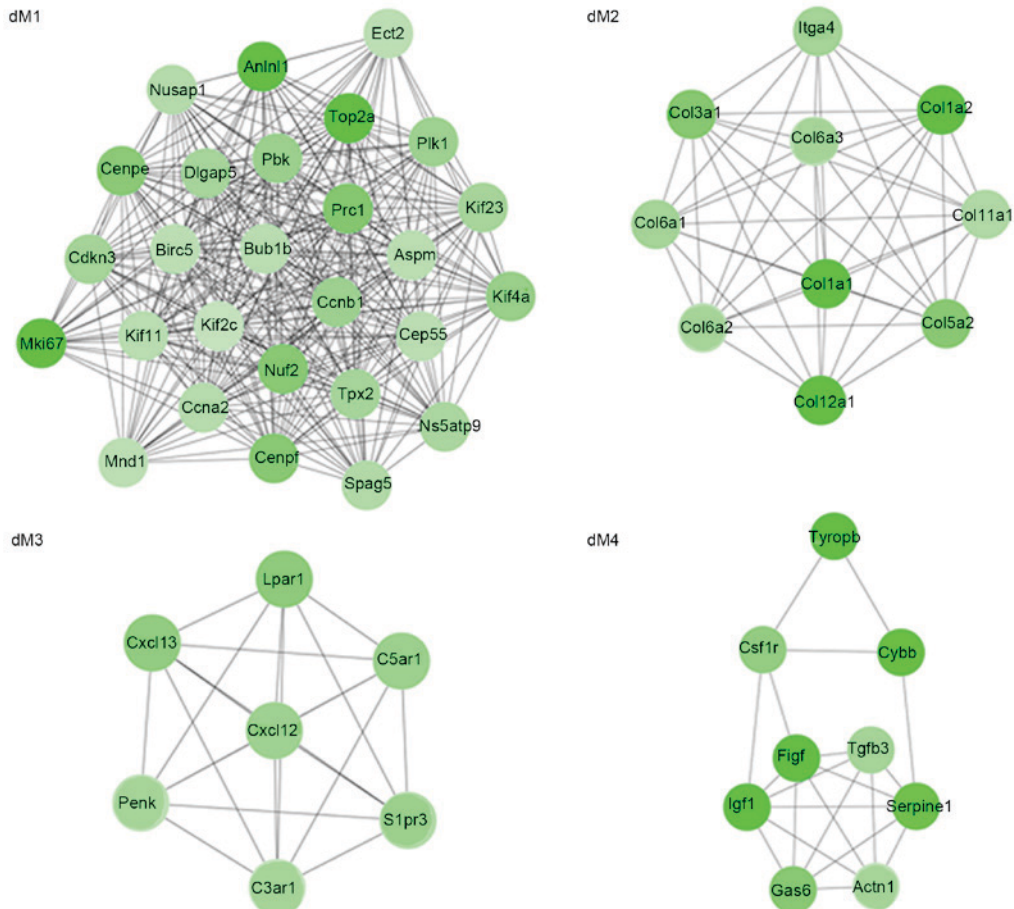 dM1
Ect2
Anlnl1
Nusap1
Top2a
Plk1
Pbk
Cenpe
Dlgap5
Prc1
Kif23
Birc5
Bub1b
Aspm
Cdkn3
Kif4a
Ccnb1
Kif11
Kif2c
Cep55
Mki67
Nuf2
Tpx2
Ccna2
Ns5atp9
Mnd1
Cenpf
Spag5
dM2
Itga4
Col3a1
Col1a2
Col6a3
Col6a1
Col11a1
Col1a1
Col6a2
Col5a2
Col12a1
dM3
Lpar1
Cxcl13
C5ar1
Cxcl12
Penk
S1pr3
C3ar1
dM4
Tyropb
Csf1r
Cybb
Figf
Tgfb3
Igf1
Serpine1
Gas6
Actn1